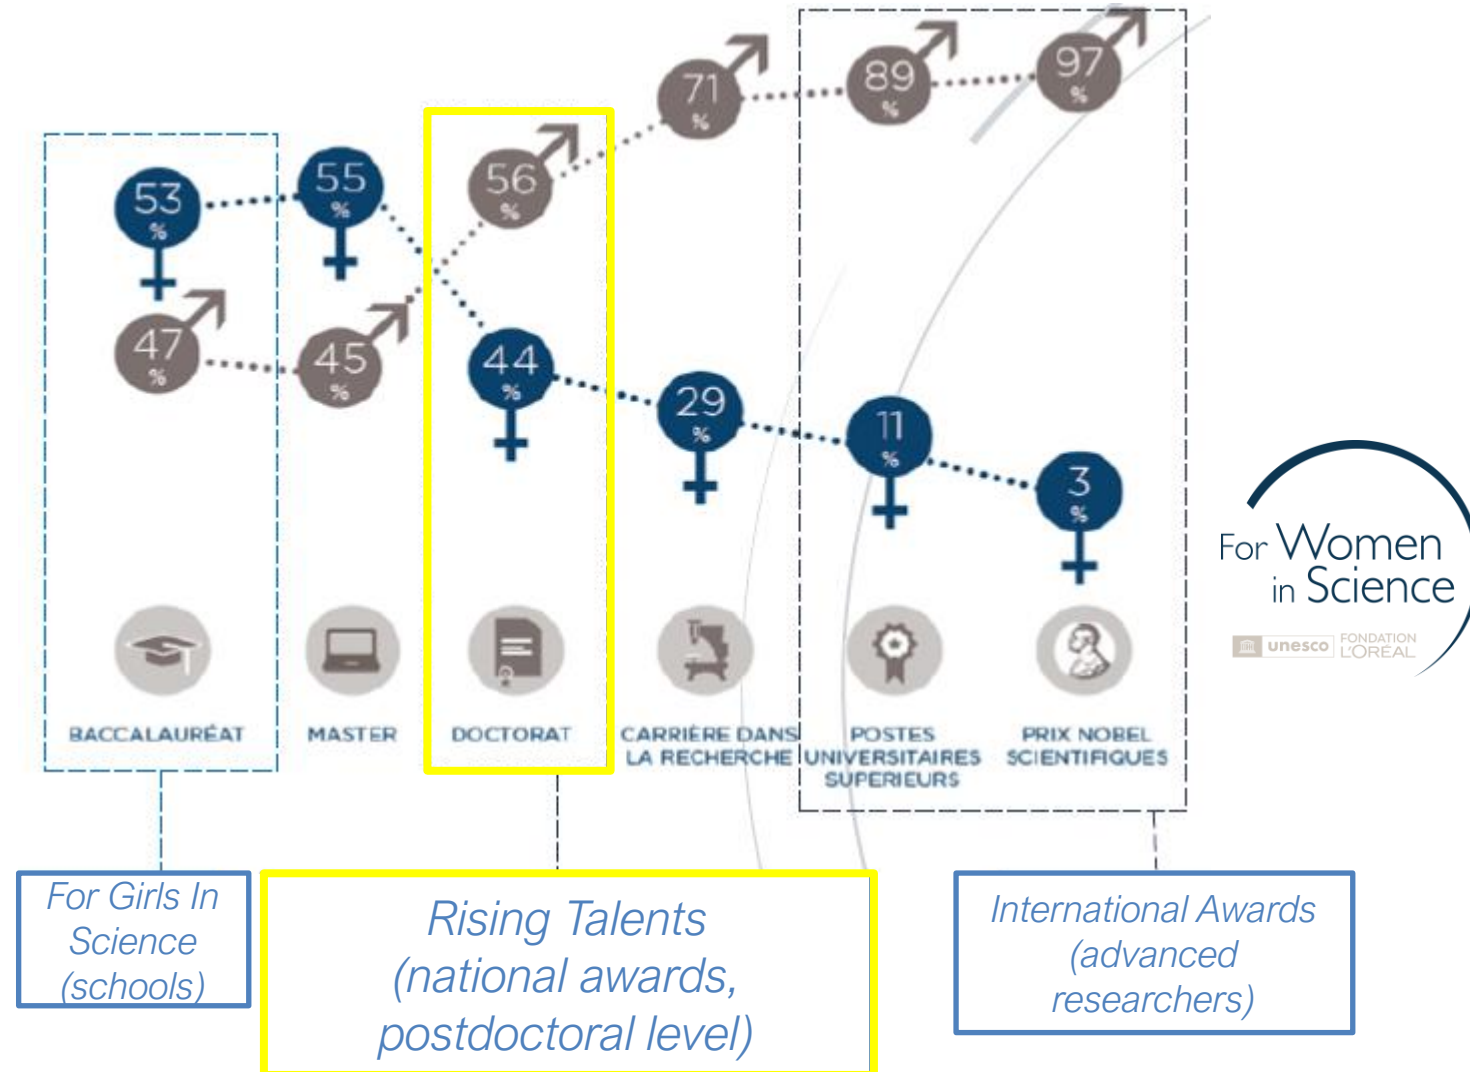 53
%
47
%
55
%
45
%
56
%
44
%
71
%
29
%
89
%
11
%
97
%
3
%
BACCALAURÉAT
MASTER
DOCTORAT
CARRIÈRE DANS
LA RECHERCHE
POSTES
UNIVERSITAIRES
SUPERIEURS
PRIX NOBEL
SCIENTIFIQUES
For Women
in Science
unesco
FONDATION
L'ORÉAL
For Girls In
Science
(schools)
Rising Talents
(national awards,
postdoctoral level)
International Awards
(advanced
researchers)